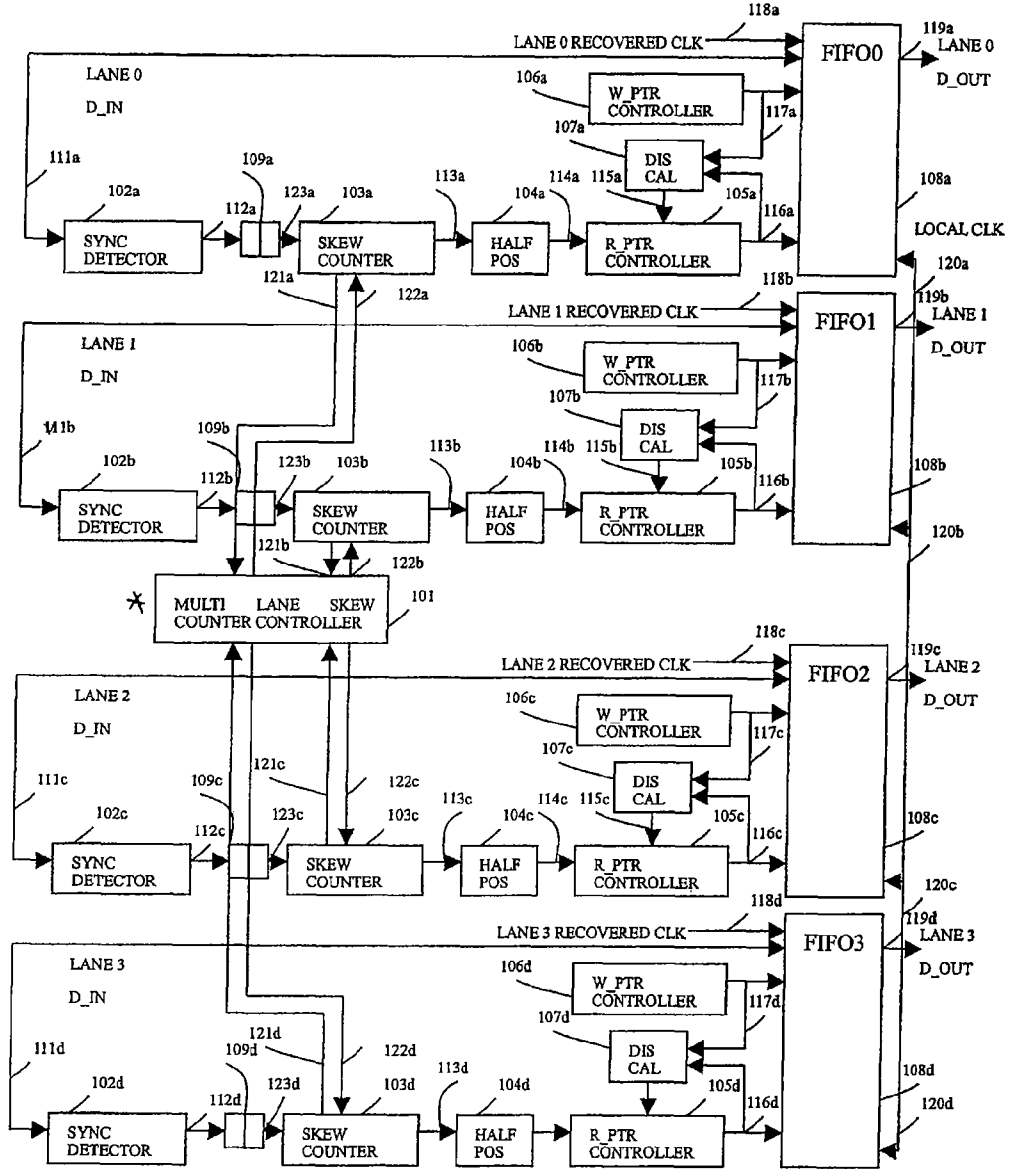 118a
LANE 0 RECOVERED CLK
FIFO0
119a
LANE 0
D_OUT
LANE 0
D_IN
106a
W_PTR
CONTROLLER
117a
107a
DIS
CAL
111a
109a
102a
112a
123a
103a
113a
104a
114a
115a
105a
116a
108a
SYNC
DETECTOR
SKEW
COUNTER
HALF
POS
R_PTR
CONTROLLER
LOCAL CLK
121a
122a
120a
118b
LANE 1 RECOVERED CLK
FIFO1
119b
LANE 1
D_OUT
LANE 1
D_IN
106b
W_PTR
CONTROLLER
117b
107b
DIS
CAL
111b
109b
102b
112b
123b
103b
113b
104b
114b
115b
105b
116b
108b
SYNC
DETECTOR
SKEW
COUNTER
HALF
POS
R_PTR
CONTROLLER
121b
122b
120b
MULTI LANE SKEW
COUNTER CONTROLLER
101
118c
LANE 2 RECOVERED CLK
FIFO2
119c
LANE 2
D_OUT
LANE 2
D_IN
106c
W_PTR
CONTROLLER
117c
107c
DIS
CAL
121c
122c
111c
109c
102c
112c
123c
103c
113c
104c
114c
115c
105c
116c
108c
SYNC
DETECTOR
SKEW
COUNTER
HALF
POS
R_PTR
CONTROLLER
120c
118d
LANE 3 RECOVERED CLK
FIFO3
119d
LANE 3
D_OUT
LANE 3
D_IN
106d
W_PTR
CONTROLLER
117d
107d
DIS
CAL
121d
122d
111d
109d
102d
112d
123d
103d
113d
104d
105d
116d
108d
120d
SYNC
DETECTOR
SKEW
COUNTER
HALF
POS
R_PTR
CONTROLLER